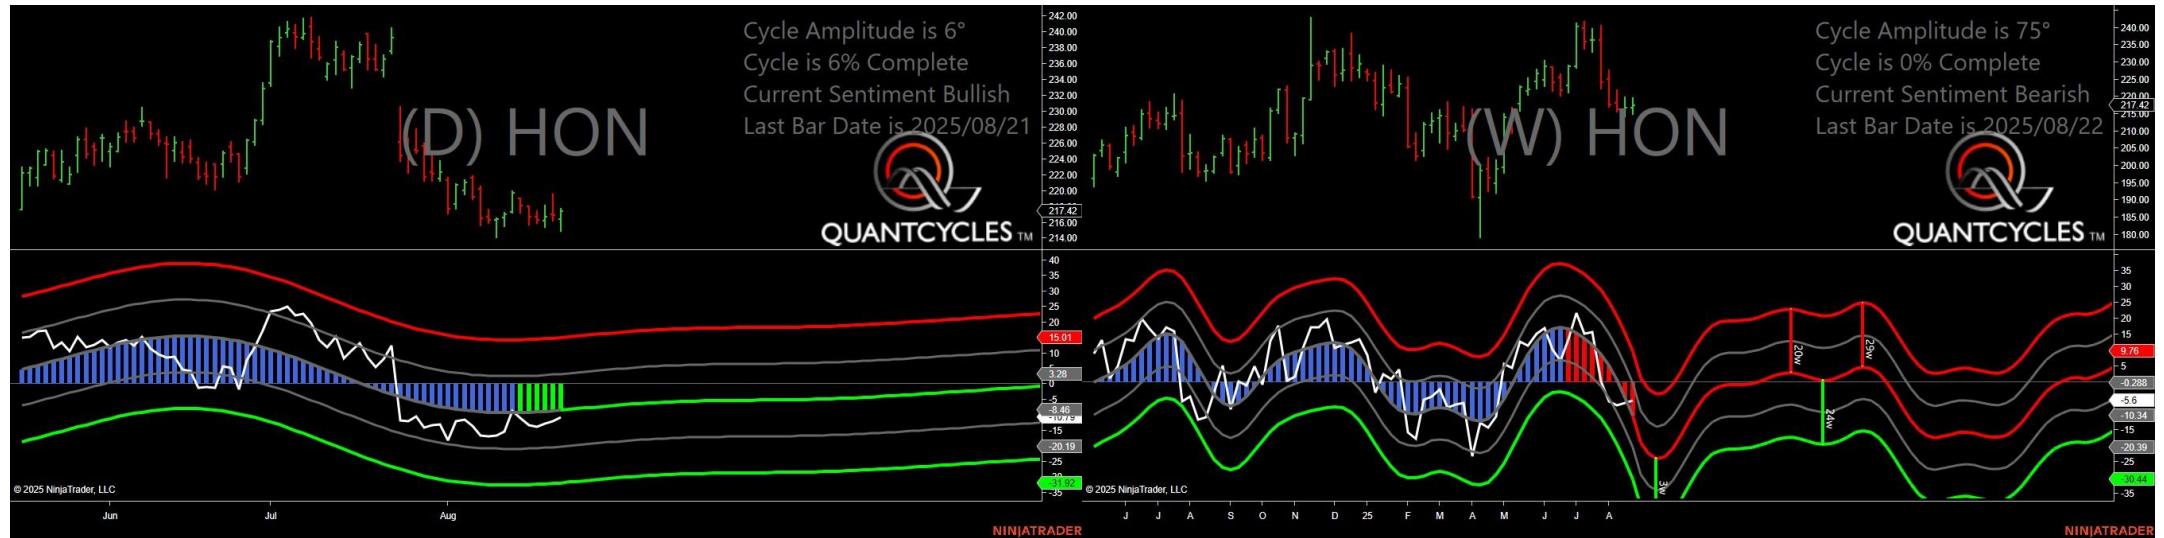 Cycle Amplitude is 6°
Cycle is 6% Complete
Current Sentiment Bullish
Last Bar Date is 2025/08/21
(D) HON
QUANTCYCLES TM
242.00
240.00
238.00
236.00
234.00
232.00
230.00
228.00
226.00
224.00
222.00
220.00
217.42
216.00
214.00
40
35
30
25
20
15.01
10
3.28
0
-5
-8.46
-15
-20.19
-25
-31.92
-35
© 2025 NinjaTrader, LLC
Jun Jul Aug
NINJATRADER
Cycle Amplitude is 75°
Cycle is 0% Complete
Current Sentiment Bearish
Last Bar Date is 2025/08/22
(W) HON
QUANTCYCLES TM
240.00
235.00
230.00
225.00
220.00
217.42
215.00
210.00
205.00
200.00
195.00
190.00
185.00
180.00
35
30
25
20
15
9.76
5
-0.288
-5.6
-10.34
-15
-20.39
-25
-30.44
-35
3w
20w
24w
29w
© 2025 NinjaTrader, LLC
J J A S O N D 25 F M A M J J A
NINJATRADER